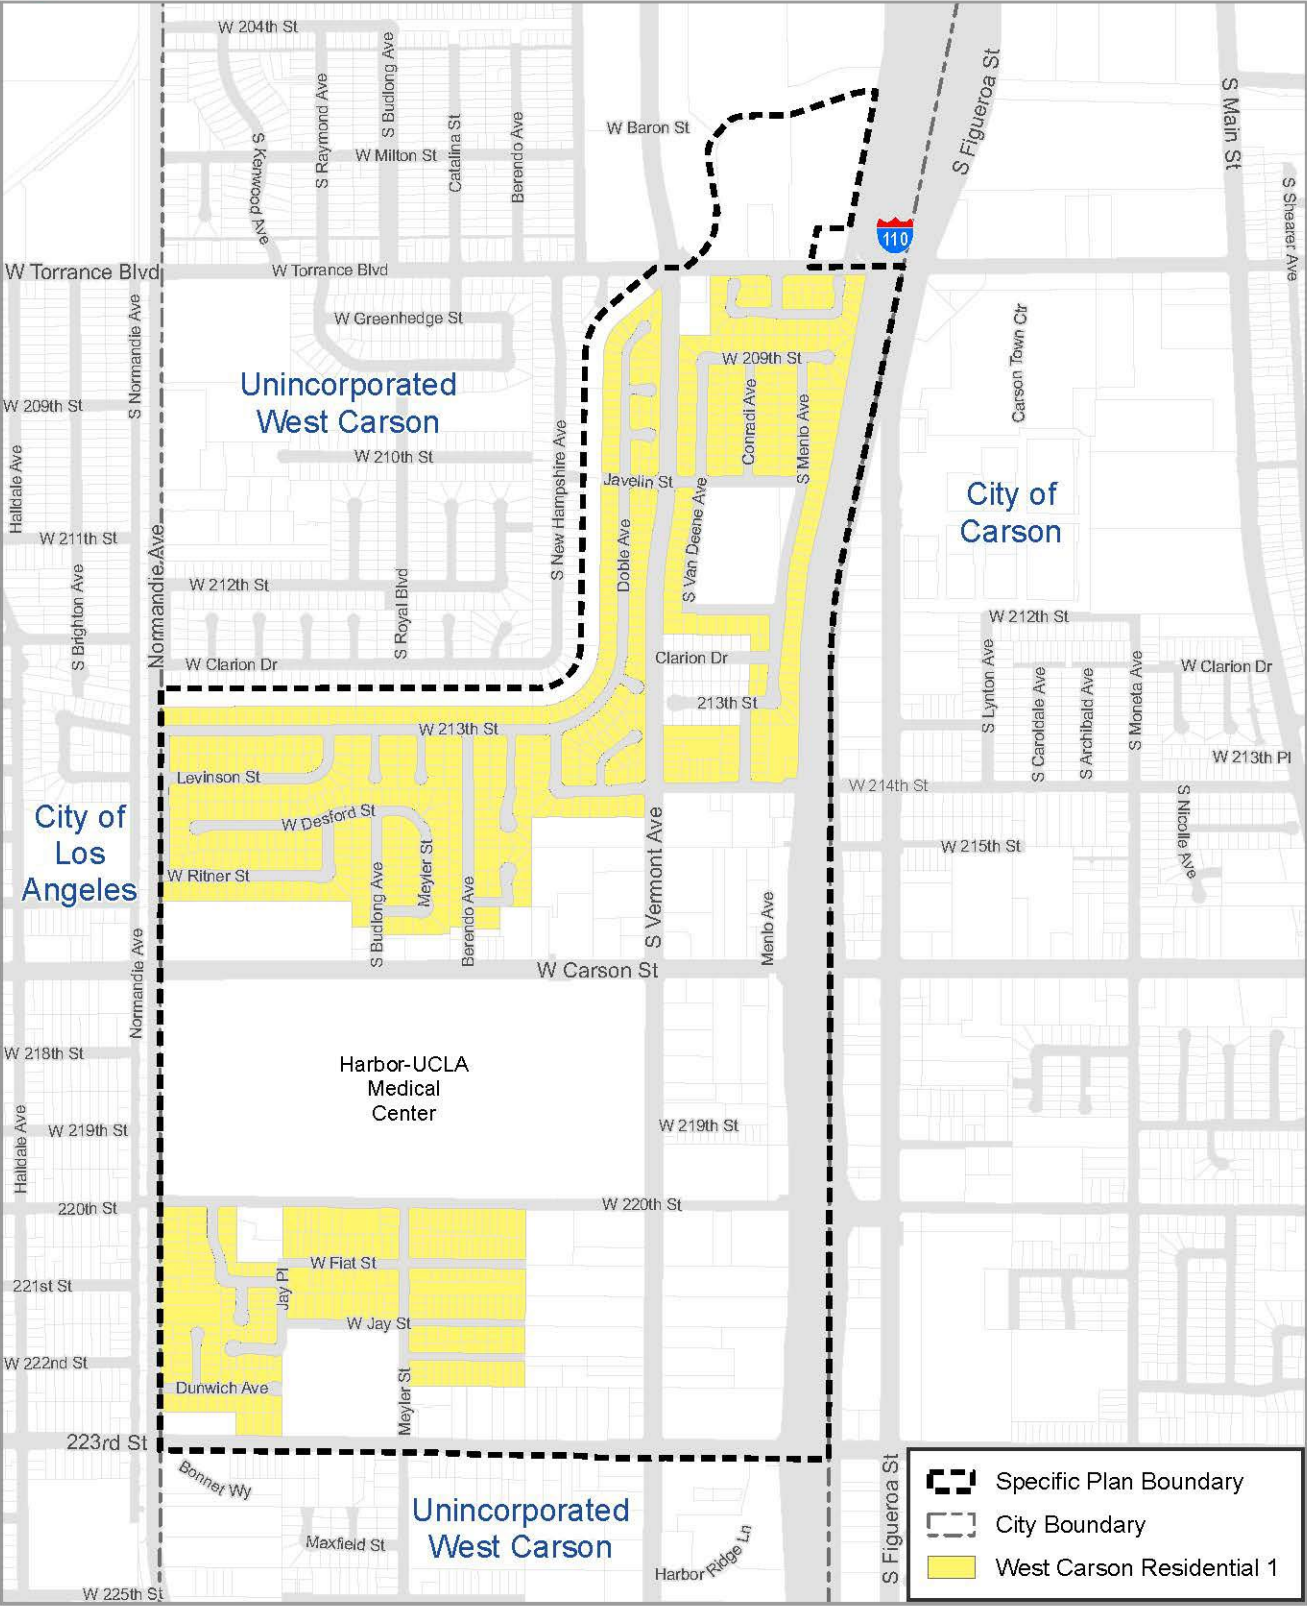 W 204th St
S Kenwood Ave
S Raymond Ave
S Budlong Ave
Catalina St
Berendo Ave
W Milton St
W Baron St
S Figueroa St
S Main St
S Shearer Ave
110
W Torrance Blvd
W Torrance Blvd
S Normandie Ave
W Greenhedge St
W 209th St
Carson Town Ctr
Unincorporated
West Carson
W 209th St
Conradi Ave
S Menlo Ave
Halldale Ave
W 210th St
S New Hampshire Ave
Javelin St
S Van Deene Ave
City of
Carson
W 211th St
Normandie Ave
Doble Ave
S Brighton Ave
W 212th St
S Royal Blvd
W 212th St
W Clarion Dr
Clarion Dr
S Lynton Ave
S Caroldale Ave
S Archibald Ave
S Moneta Ave
W Clarion Dr
213th St
W 213th St
W 213th Pl
Levinson St
W 214th St
S Nicolle Ave
City of
Los
Angeles
W Desford St
W 215th St
W Ritner St
S Budlong Ave
Meyler St
Berendo Ave
S Vermont Ave
Menlo Ave
Normandie Ave
W Carson St
Harbor-UCLA
Medical
Center
W 218th St
Halldale Ave
W 219th St
W 219th St
220th St
W 220th St
W Fiat St
Jay Pl
221st St
W Jay St
W 222nd St
Dunwich Ave
Meyler St
223rd St
Bonnet Wy
Unincorporated
West Carson
Maxfield St
Harbor Ridge Ln
S Figueroa St
W 225th St
Specific Plan Boundary
City Boundary
West Carson Residential 1